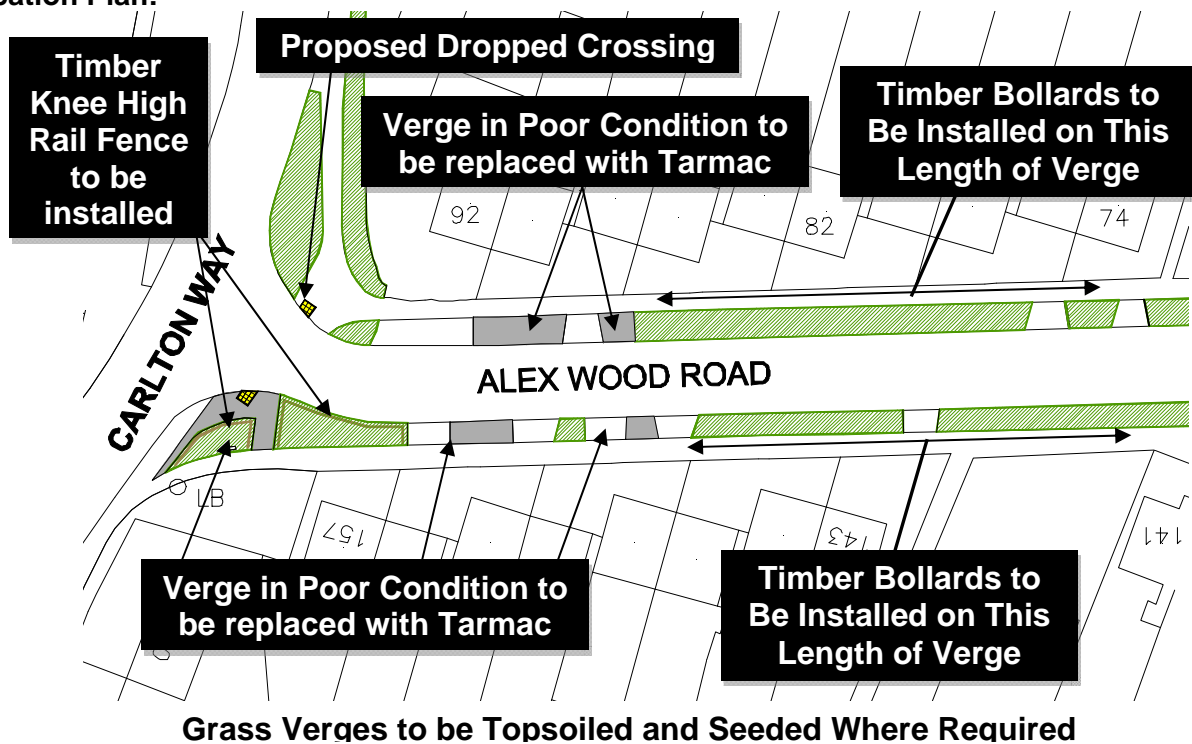 Timber
Knee High
Rail Fence
to be
installed
Proposed Dropped Crossing
Verge in Poor Condition to
be replaced with Tarmac
Timber Bollards to
Be Installed on This
Length of Verge
92
82
74
CARLTON WAY
ALEX WOOD ROAD
LB
157
143
141
Verge in Poor Condition to
be replaced with Tarmac
Timber Bollards to
Be Installed on This
Length of Verge
Grass Verges to be Topsoiled and Seeded Where Required